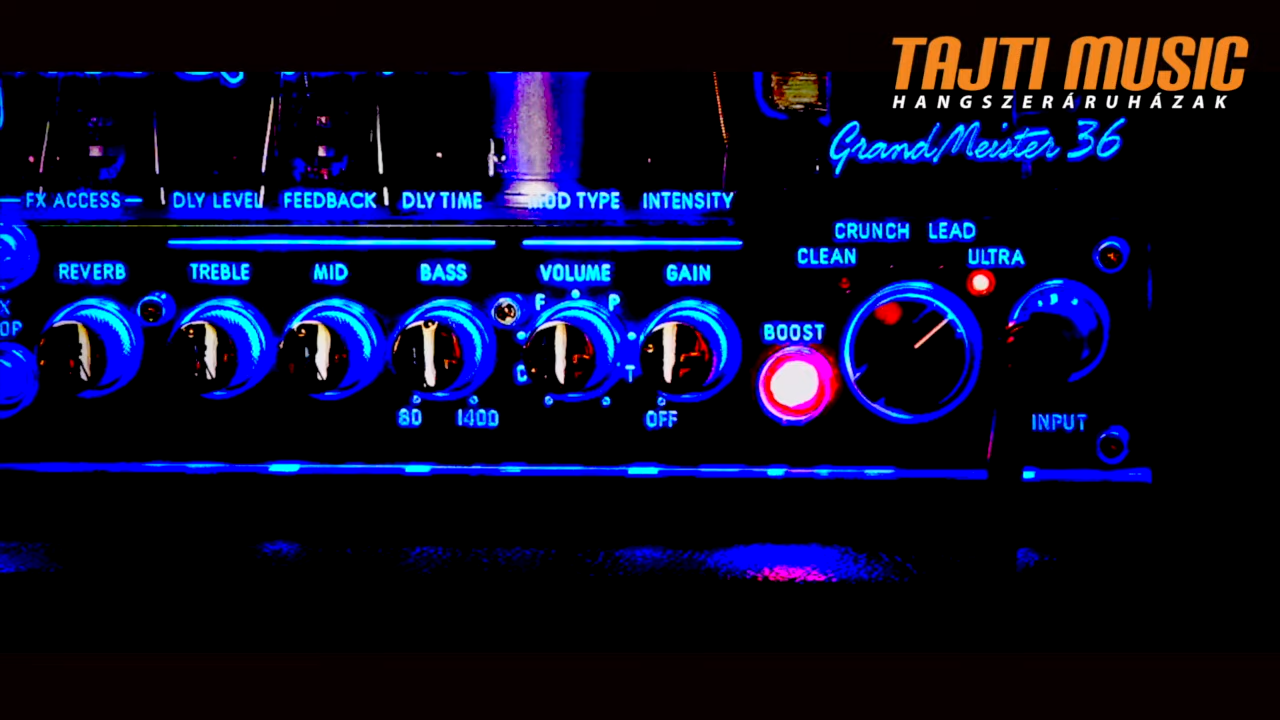 TAJTI MUSIC
HANGSZERÁRUHÁZAK
GrandMeister 36
FX ACCESS DLY LEVEL FEEDBACK DLY TIME MOD TYPE INTENSITY
CRUNCH LEAD
CLEAN ULTRA
REVERB TREBLE MID BASS VOLUME GAIN
F P
BOOST
C T
80 1400 OFF
INPUT